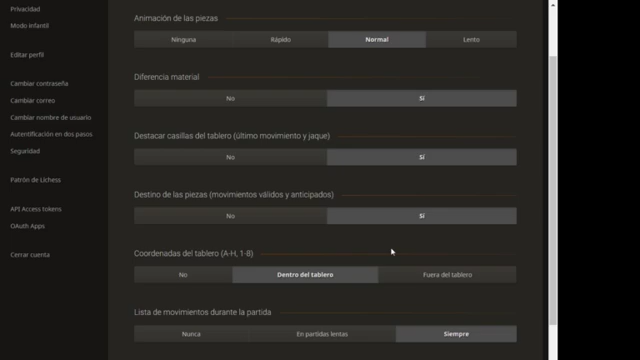 Privacidad
Modo infantil
Editar perfil
Cambiar contraseña
Cambiar correo
Cambiar nombre de usuario
Autentificación en dos pasos
Seguridad
Patrón de Lichess
API Access tokens
OAuth Apps
Cerrar cuenta
Animación de las piezas
Ninguna Rápido Normal Lento
Diferencia material
No Sí
Destacar casillas del tablero (último movimiento y jaque)
No Sí
Destino de las piezas (movimientos válidos y anticipados)
No Sí
Coordenadas del tablero (A-H, 1-8)
No Dentro del tablero Fuera del tablero
Lista de movimientos durante la partida
Nunca En partidas lentas Siempre